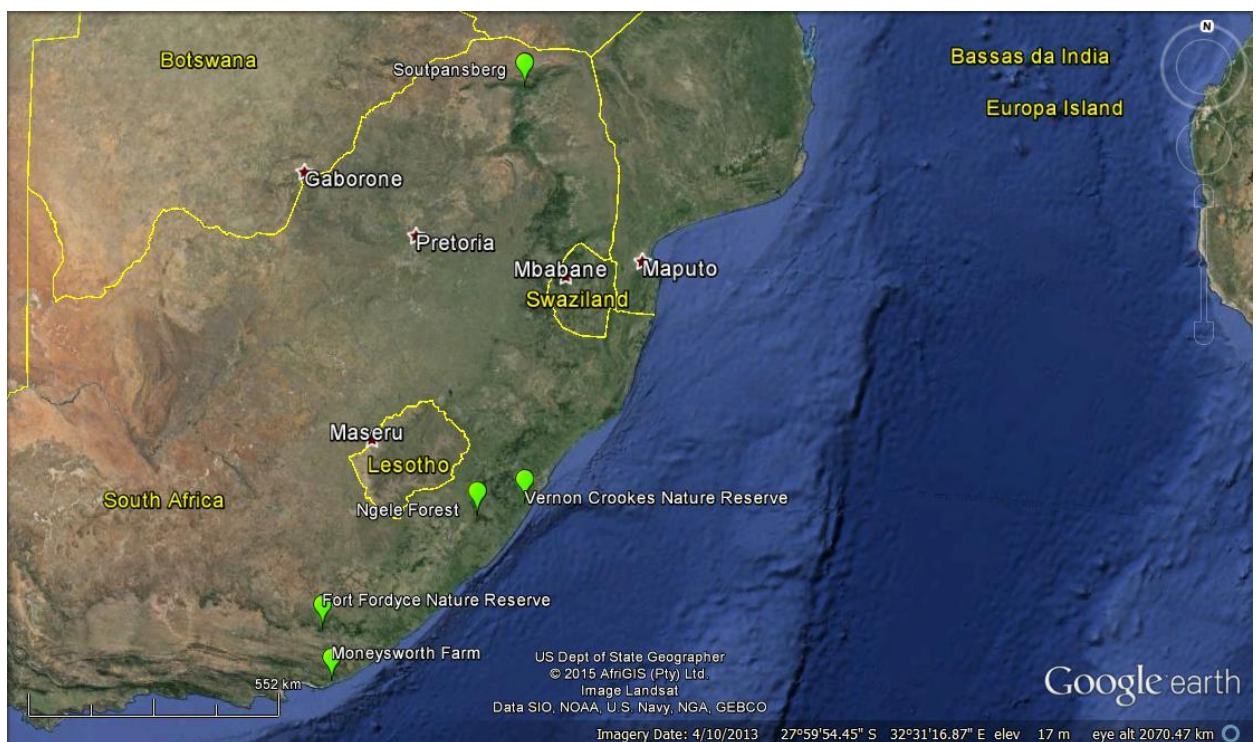 N
Botswana
Soutpansberg
Bassas da India
Europa Island
Gaborone
Pretoria
Mbabane
Maputo
Swaziland
Maseru
Lesotho
South Africa
Ngele Forest
Vernon Crookes Nature Reserve
Fort Fordyce Nature Reserve
Moneysworth Farm
552 km
US Dept of State Geographer
© 2015 AfriGIS (Pty) Ltd.
Image Landsat
Data SIO, NOAA, U.S. Navy, NGA, GEBCO
Google earth
Imagery Date: 4/10/2013 27°59'54.45" S 32°31'16.87" E elev 17 m eye alt 2070.47 km